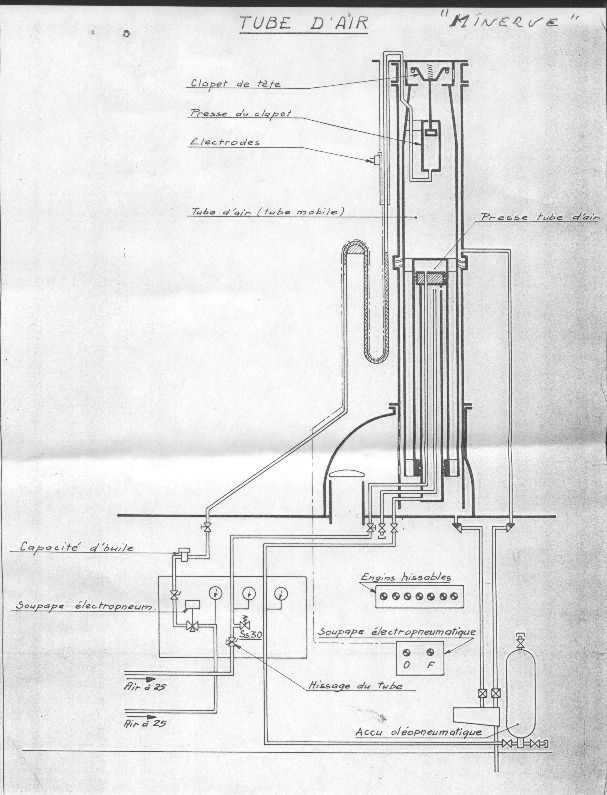 TUBE D'AIR
"MINERVE"
Clapet de tête
Presse du clapet
Electrodes
Tube d'air (tube mobile)
Presse tube d'air
Capacité d'huile
Engins hissables
Soupape électropneum.
Soupape électropneumatique
Ss30
O F
Air à 25
Hissage du tube
Air à 25
Accu oléopneumatique